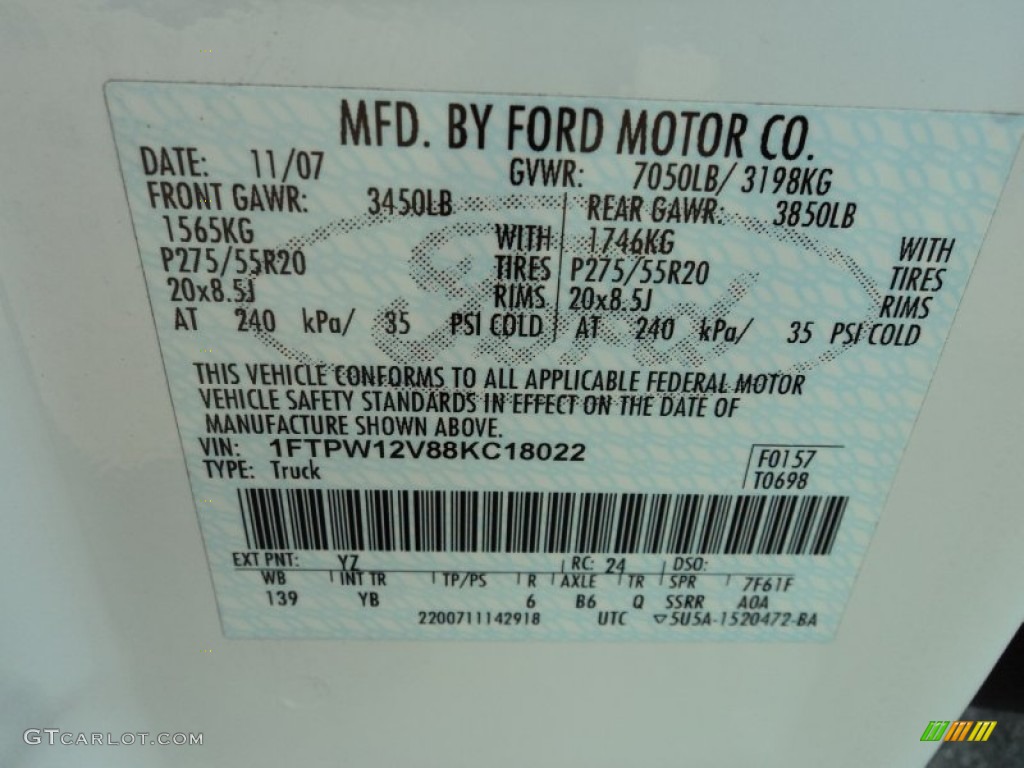 MFD. BY FORD MOTOR CO.
DATE: 11/07 GVWR: 7050LB/ 3198KG
FRONT GAWR: 3450LB REAR GAWR: 3850LB
1565KG WITH 1746KG WITH
P275/55R20 TIRES P275/55R20 TIRES
20x8.5J RIMS 20x8.5J RIMS
AT 240 kPa/ 35 PSI COLD AT 240 kPa/ 35 PSI COLD
THIS VEHICLE CONFORMS TO ALL APPLICABLE FEDERAL MOTOR
VEHICLE SAFETY STANDARDS IN EFFECT ON THE DATE OF
MANUFACTURE SHOWN ABOVE.
VIN: 1FTPW12V88KC18022 F0157
TYPE: Truck T0698
EXT PNT: YZ RC: 24 DSO:
WB INT TR TP/PS R AXLE TR SPR 7F61F
139 YB 6 B6 Q SSRR A0A
2200711142918 UTC ▽5U5A-1520472-BA
GTCARLOT.COM